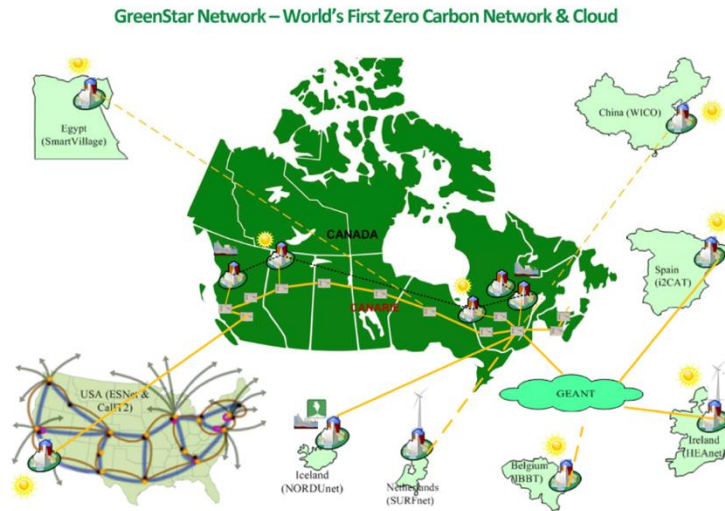 GreenStar Network – World's First Zero Carbon Network & Cloud
Egypt
(SmartVillage)
China (WICO)
CANADA
Spain
(i2CAT)
CANARIE
USA (ESNet &
CalIT2)
GEANT
Iceland
(NORDUnet)
Netherlands
(SURFnet)
Belgium
(IBBT)
Ireland
(HEAnet)